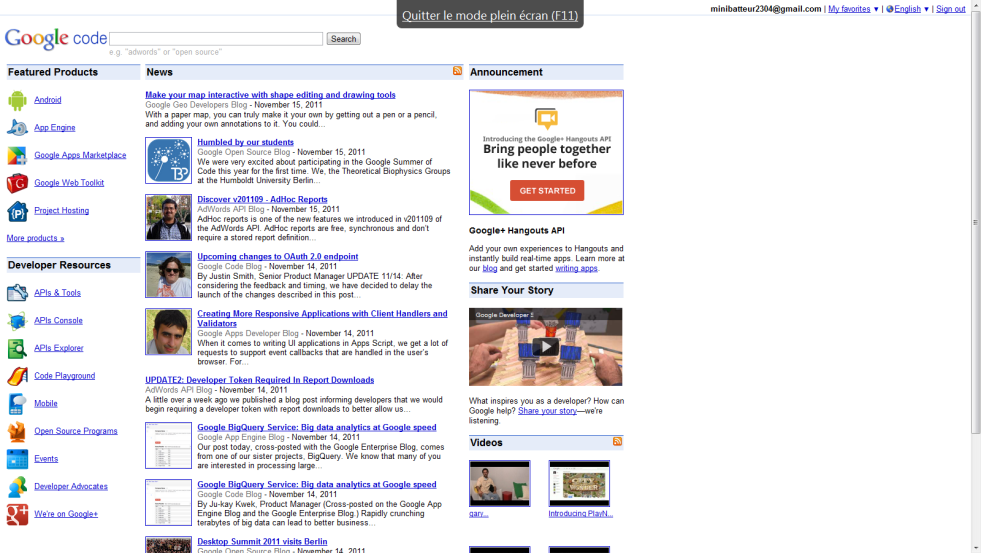 Quitter le mode plein écran (F11)
minibatteur2304@gmail.com | My favorites ▼ | English ▼ | Sign out
Google code
Search
e.g. "adwords" or "open source"
Featured Products
Android
App Engine
Google Apps Marketplace
Google Web Toolkit
Project Hosting
More products »
Developer Resources
APIs & Tools
APIs Console
APIs Explorer
Code Playground
Mobile
Open Source Programs
Events
Developer Advocates
We're on Google+
News
Make your map interactive with shape editing and drawing tools
Google Geo Developers Blog - November 15, 2011
With a paper map, you can truly make it your own by getting out a pen or a pencil,
and adding your own annotations to it. You could...
Humbled by our students
Google Open Source Blog - November 15, 2011
We were very excited about participating in the Google Summer of
Code this year for the first time. We, the Theoretical Biophysics Groups
at the Humboldt University Berlin...
TBP
Discover v201109 - AdHoc Reports
AdWords API Blog - November 15, 2011
AdHoc reports is one of the new features we introduced in v201109 of
the AdWords API. AdHoc reports are free, synchronous and don't
require a stored report definition...
Upcoming changes to OAuth 2.0 endpoint
Google Code Blog - November 14, 2011
By Justin Smith, Senior Product Manager UPDATE 11/14: After
considering the feedback and timing, we have decided to delay the
launch of the changes described in this post...
Creating More Responsive Applications with Client Handlers and
Validators
Google Apps Developer Blog - November 14, 2011
When it comes to writing UI applications in Apps Script, we get a lot of
requests to support event callbacks that are handled in the user's
browser. For...
UPDATE2: Developer Token Required In Report Downloads
AdWords API Blog - November 14, 2011
A little over a week ago we published a blog post informing developers that we would
begin requiring a developer token with report downloads to better allow us...
Google BigQuery Service: Big data analytics at Google speed
Google App Engine Blog - November 14, 2011
Our post today, cross-posted with the Google Enterprise Blog, comes
from one of our sister projects, BigQuery. We know that many of you
are interested in processing large...
Google BigQuery Service: Big data analytics at Google speed
Google Code Blog - November 14, 2011
By Ju-kay Kwek, Product Manager (Cross-posted on the Google App
Engine Blog and the Google Enterprise Blog.) Rapidly crunching
terabytes of big data can lead to better business...
Desktop Summit 2011 visits Berlin
Google Open Source Blog - November 14, 2011
Announcement
Introducing the Google+ Hangouts API
Bring people together
like never before
GET STARTED
Google+ Hangouts API
Add your own experiences to Hangouts and
instantly build real-time apps. Learn more at
our blog and get started writing apps.
Share Your Story
What inspires you as a developer? How can
Google help? Share your story—we're
listening.
Videos
gary...
Introducing PlayN...